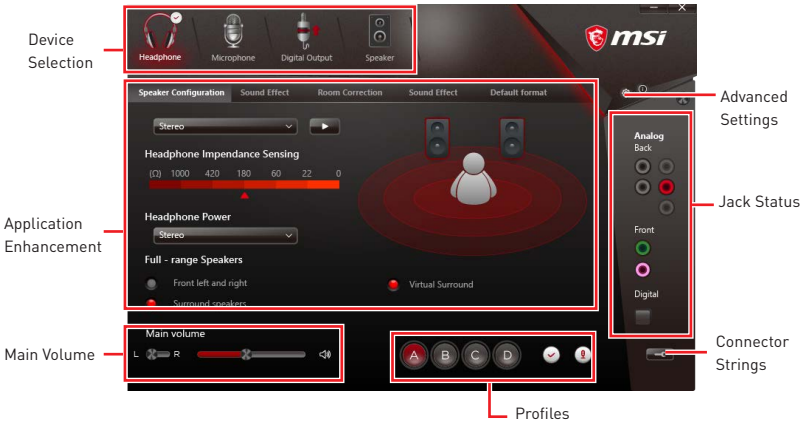 Device
Selection
Headphone
Microphone
Digital Output
Speaker
msi
Speaker Configuration
Sound Effect
Room Correction
Sound Effect
Default format
Advanced
Settings
Stereo
Headphone Impendance Sensing
(Ω) 1000 420 180 60 22 0
Headphone Power
Stereo
Full - range Speakers
Front left and right
Surround speakers
Virtual Surround
Analog
Back
Front
Digital
Jack Status
Application
Enhancement
Main Volume
Main volume
L R
A B C D
Profiles
Connector
Strings